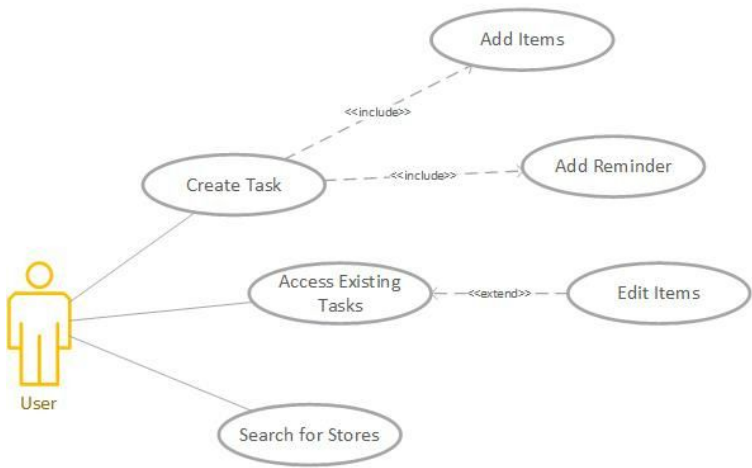 Add Items
<<include>>
Add Reminder
<<include>>
Create Task
Access Existing
Tasks
<<extend>>
Edit Items
User
Search for Stores